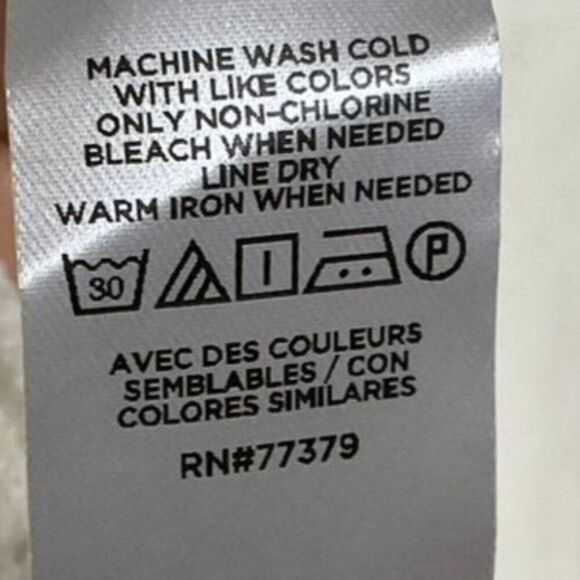 MACHINE WASH COLD
WITH LIKE COLORS
ONLY NON-CHLORINE
BLEACH WHEN NEEDED
LINE DRY
WARM IRON WHEN NEEDED
30 P
AVEC DES COULEURS
SEMBLABLES / CON
COLORES SIMILARES
RN#77379